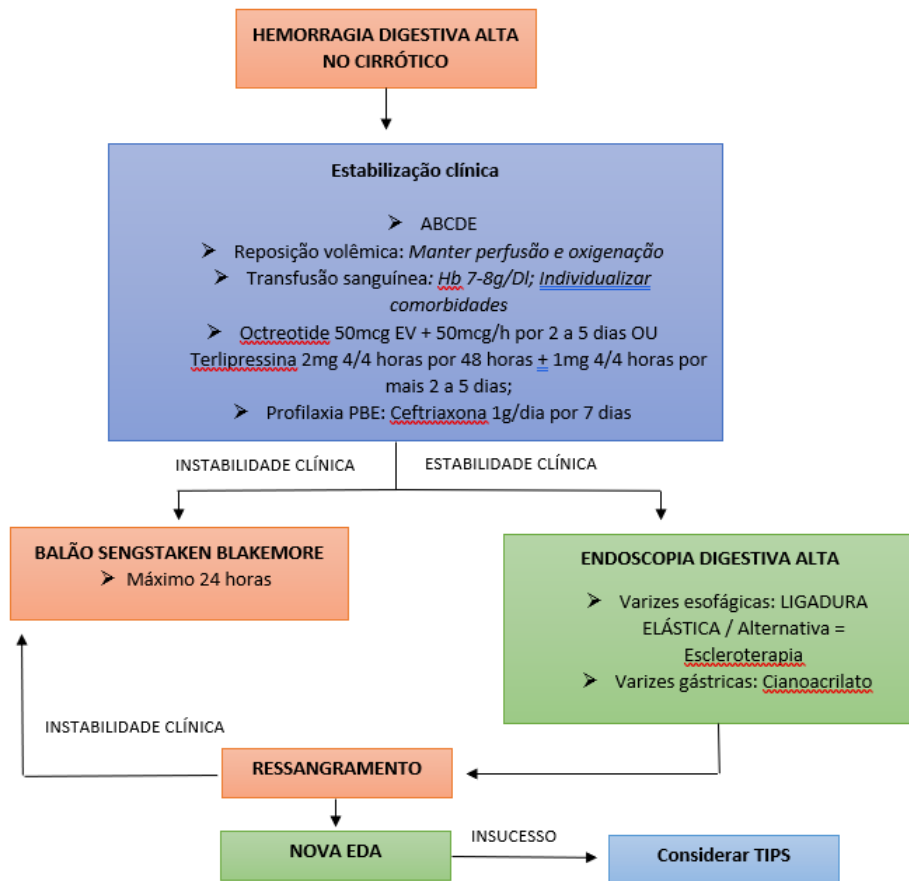 HEMORRAGIA DIGESTIVA ALTA
NO CIRRÓTICO
Estabilização clínica
➤ ABCDE
➤ Reposição volêmica: Manter perfusão e oxigenação
➤ Transfusão sanguínea: Hb 7-8g/Dl; Individualizar
comorbidades
➤ Octreotide 50mcg EV + 50mcg/h por 2 a 5 dias OU
Terlipressina 2mg 4/4 horas por 48 horas + 1mg 4/4 horas por
mais 2 a 5 dias;
➤ Profilaxia PBE: Ceftriaxona 1g/dia por 7 dias
INSTABILIDADE CLÍNICA
ESTABILIDADE CLÍNICA
BALÃO SENGSTAKEN BLAKEMORE
➤ Máximo 24 horas
ENDOSCOPIA DIGESTIVA ALTA
➤ Varizes esofágicas: LIGADURA
ELÁSTICA / Alternativa =
Escleroterapia
➤ Varizes gástricas: Cianoacrilato
INSTABILIDADE CLÍNICA
RESSANGRAMENTO
NOVA EDA
INSUCESSO
Considerar TIPS